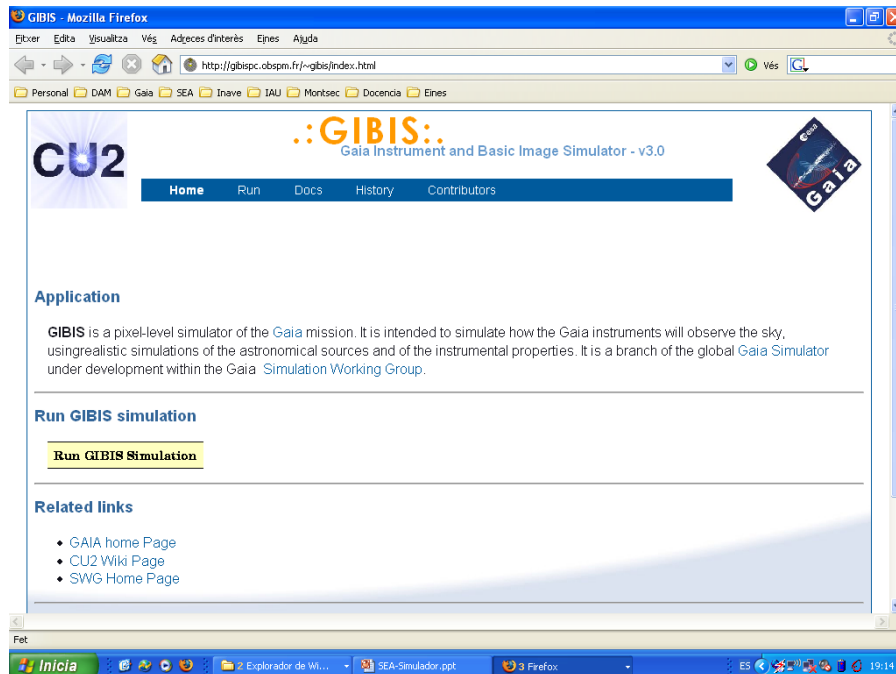 GIBIS - Mozilla Firefox
Fitxer Edita Visualitza Vés Adreces d'interès Eines Ajuda
http://gibispc.obspm.fr/~gibis/index.html Vés G
Personal DAM Gaia SEA Inave IAU Montsec Docencia Eines
CU2
.:GIBIS:.
Gaia Instrument and Basic Image Simulator - v3.0
esa
Gaia
Home Run Docs History Contributors
Application
GIBIS is a pixel-level simulator of the Gaia mission. It is intended to simulate how the Gaia instruments will observe the sky,
usingrealistic simulations of the astronomical sources and of the instrumental properties. It is a branch of the global Gaia Simulator
under development within the Gaia Simulation Working Group.
Run GIBIS simulation
Run GIBIS Simulation
Related links
GAIA home Page
CU2 Wiki Page
SWG Home Page
Fet
Inicia 2 Explorador de Wi... SEA-Simulador.ppt 3 Firefox ES 19:14